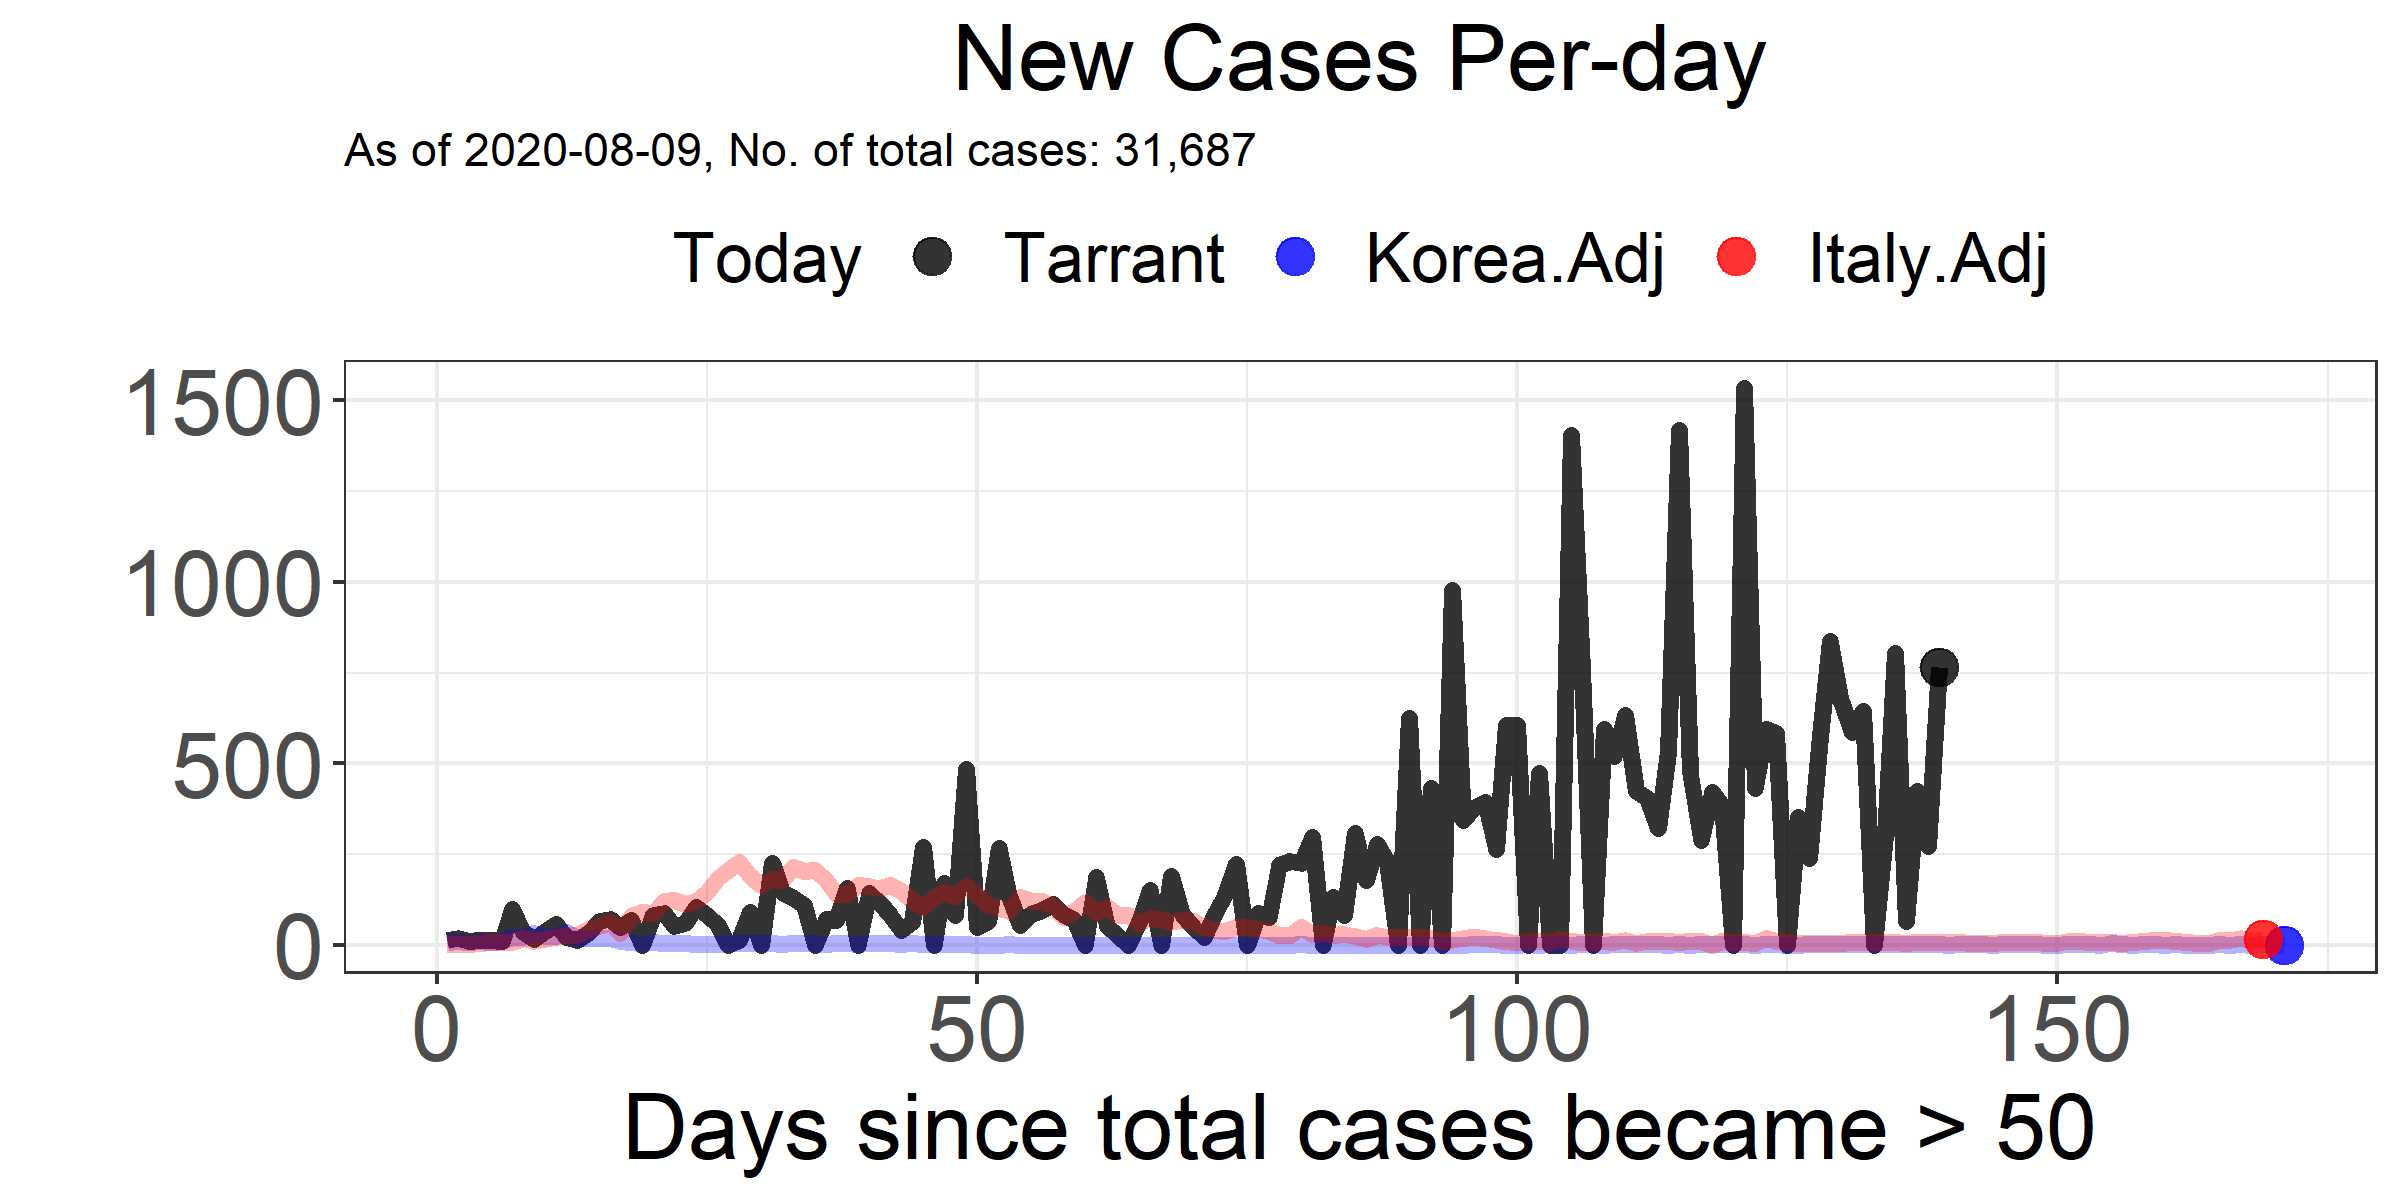 New Cases Per-day
As of 2020-08-09, No. of total cases: 31,687
Today Tarrant Korea.Adj Italy.Adj
1500
1000
500
0
0 50 100 150
Days since total cases became > 50